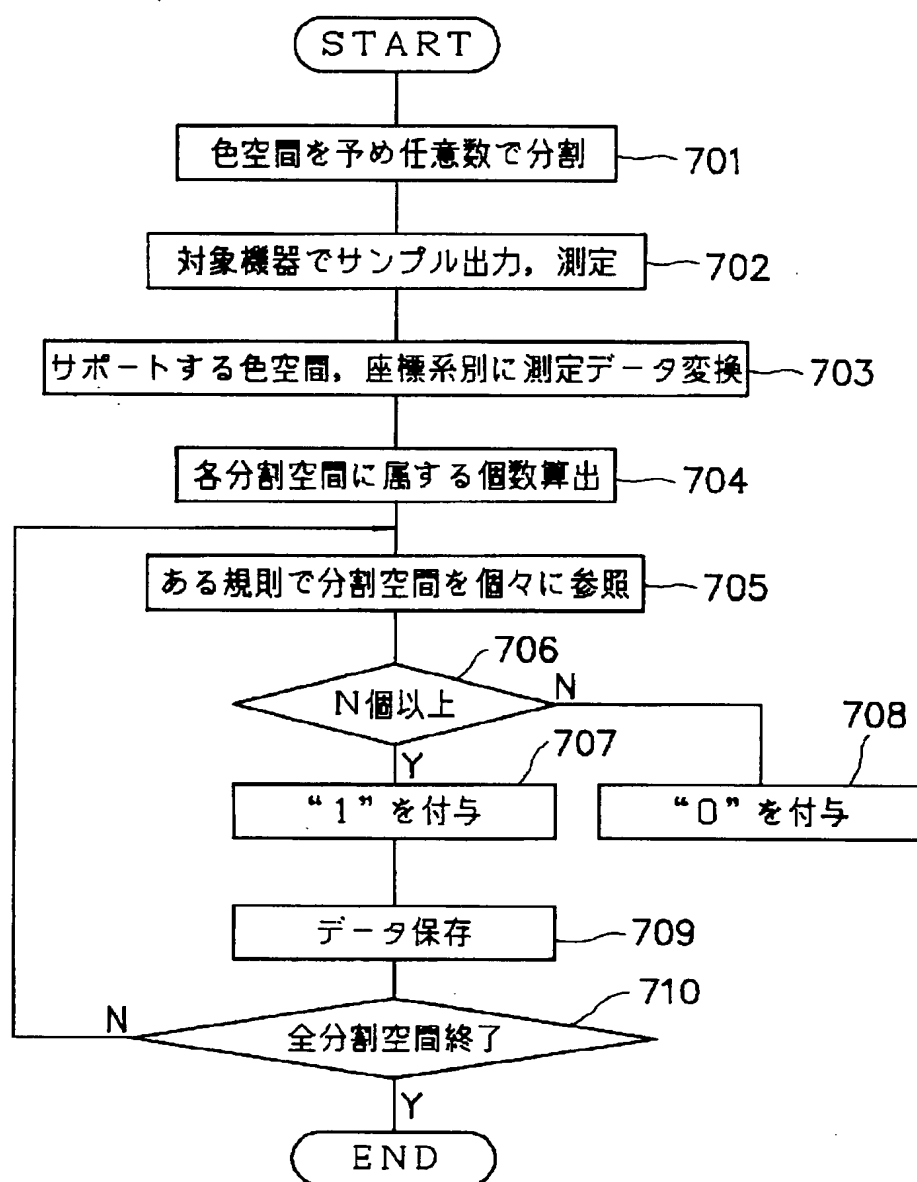 START
色空間を予め任意数で分割
701
対象機器でサンプル出力，測定
702
サポートする色空間，座標系別に測定データ変換
703
各分割空間に属する個数算出
704
ある規則で分割空間を個々に参照
705
706
N個以上
N
Y
707
708
“1”を付与
“0”を付与
データ保存
709
710
N
全分割空間終了
Y
END